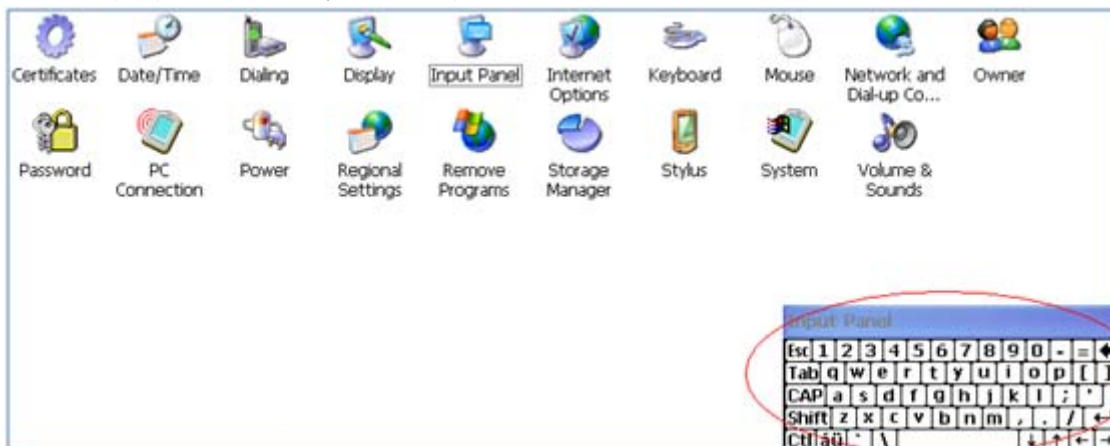 Certificates Date/Time Dialing Display Input Panel Internet Options Keyboard Mouse Network and Dial-up Co... Owner
Password PC Connection Power Regional Settings Remove Programs Storage Manager Stylus System Volume & Sounds
Input Panel
Esc 1 2 3 4 5 6 7 8 9 0 - =
Tab q w e r t y u i o p [ ]
CAP a s d f g h j k l ; '
Shift z x c v b n m , . / ←
Ctl áü ` \ ↓ ↑ ← →